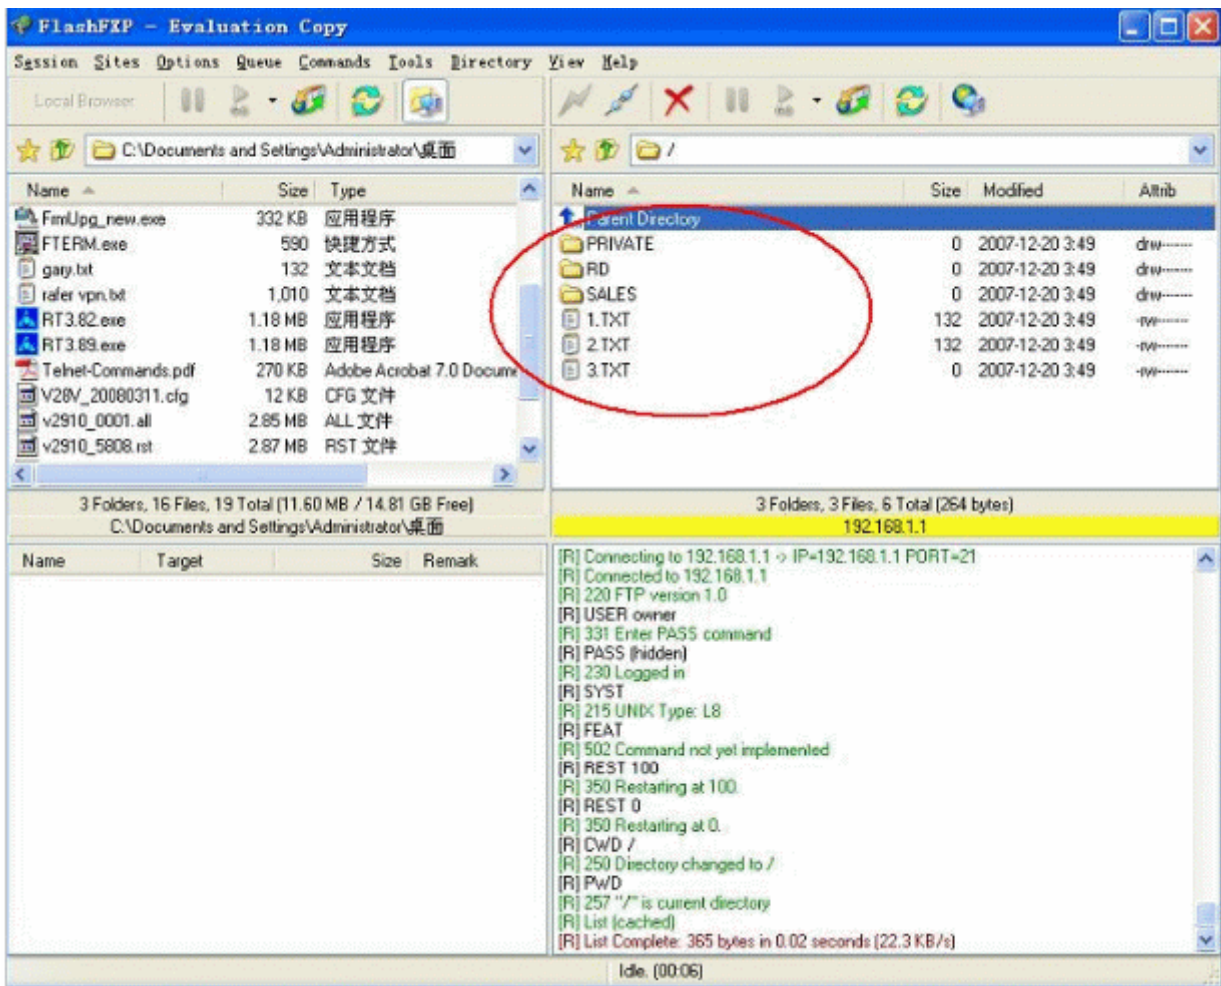 FlashFXP - Evaluation Copy
Session Sites Options Queue Commands Tools Directory View Help
Local Browser
C:\Documents and Settings\Administrator\桌面
Name Size Type
FrmUpg_new.exe 332 KB 应用程序
FTERM.exe 590 快捷方式
gary.txt 132 文本文档
rafer vpn.txt 1,010 文本文档
RT3.82.exe 1.18 MB 应用程序
RT3.89.exe 1.18 MB 应用程序
Telnet-Commands.pdf 270 KB Adobe Acrobat 7.0 Docume
V28V_20080311.cfg 12 KB CFG 文件
v2910_0001.all 2.85 MB ALL 文件
v2910_5808.rst 2.87 MB RST 文件
3 Folders, 16 Files, 19 Total (11.60 MB / 14.81 GB Free)
C:\Documents and Settings\Administrator\桌面
/
Name Size Modified Attrib
Parent Directory
PRIVATE 0 2007-12-20 3:49 drw-------
RD 0 2007-12-20 3:49 drw-------
SALES 0 2007-12-20 3:49 drw-------
1.TXT 132 2007-12-20 3:49 -rw-------
2.TXT 132 2007-12-20 3:49 -rw-------
3.TXT 0 2007-12-20 3:49 -rw-------
3 Folders, 3 Files, 6 Total (264 bytes)
192.168.1.1
Name Target Size Remark
[R] Connecting to 192.168.1.1 -> IP=192.168.1.1 PORT=21
[R] Connected to 192.168.1.1
[R] 220 FTP version 1.0
[R] USER owner
[R] 331 Enter PASS command
[R] PASS (hidden)
[R] 230 Logged in
[R] SYST
[R] 215 UNIX Type: L8
[R] FEAT
[R] 502 Command not yet implemented
[R] REST 100
[R] 350 Restarting at 100.
[R] REST 0
[R] 350 Restarting at 0.
[R] CWD /
[R] 250 Directory changed to /
[R] PWD
[R] 257 "/" is current directory
[R] List (cached)
[R] List Complete: 365 bytes in 0.02 seconds (22.3 KB/s)
Idle. (00:06)